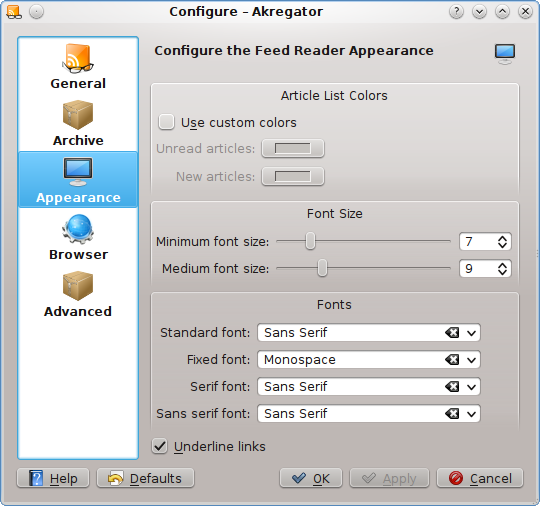 Configure – Akregator
General
Archive
Appearance
Browser
Advanced
Configure the Feed Reader Appearance
Article List Colors
Use custom colors
Unread articles:
New articles:
Font Size
Minimum font size: 7
Medium font size: 9
Fonts
Standard font: Sans Serif
Fixed font: Monospace
Serif font: Sans Serif
Sans serif font: Sans Serif
Underline links
Help Defaults OK Apply Cancel